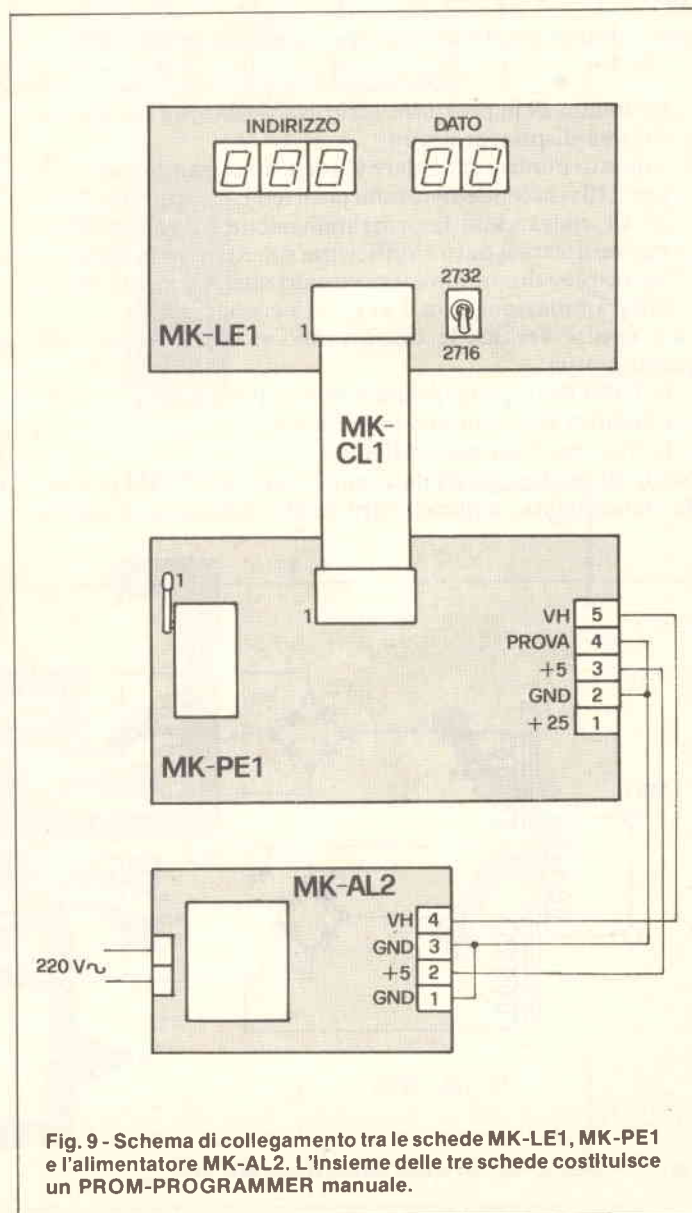 INDIRIZZO DATO
888 88
2732
1
2716
MK-LE1
MK-
CL1
1
1
VH 5
PROVA 4
+5 3
GND 2
+25 1
MK-PE1
MK-AL2
VH 4
GND 3
220 V∿
+5 2
GND 1
Fig. 9 - Schema di collegamento tra le schede MK-LE1, MK-PE1
e l'alimentatore MK-AL2. L'insieme delle tre schede costituisce
un PROM-PROGRAMMER manuale.